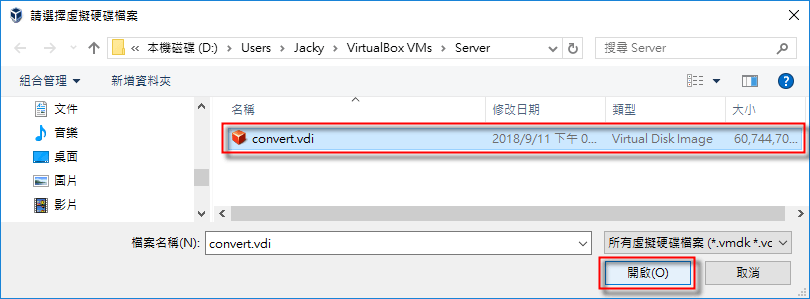 請選擇虛擬硬碟檔案
本機磁碟 (D:) > Users > Jacky > VirtualBox VMs > Server
搜尋 Server
組合管理 新增資料夾
名稱 修改日期 類型 大小
文件
音樂
桌面
圖片
影片
convert.vdi 2018/9/11 下午 0... Virtual Disk Image 60,744,70...
檔案名稱(N): convert.vdi 所有虛擬硬碟檔案 (*.vmdk *.vc
開啟(O) 取消